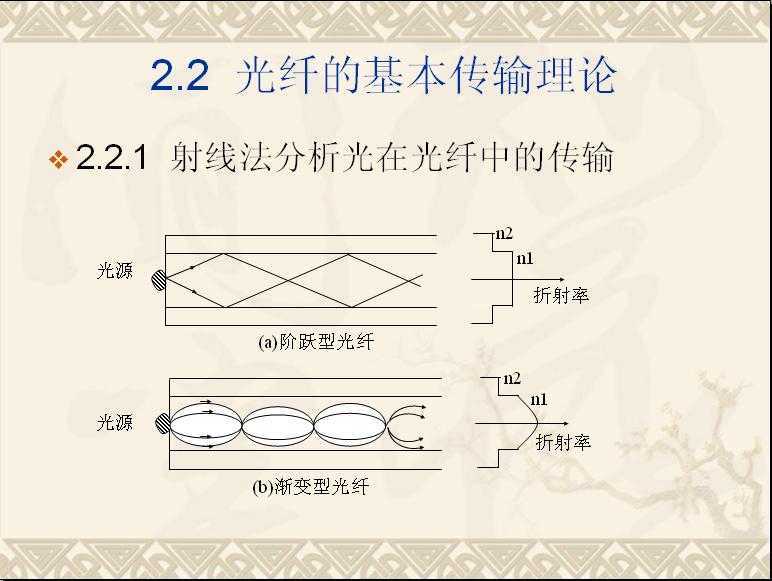 2.2 光纤的基本传输理论
2.2.1 射线法分析光在光纤中的传输
n2
n1
光源
折射率
(a)阶跃型光纤
n2
n1
光源
折射率
(b)渐变型光纤